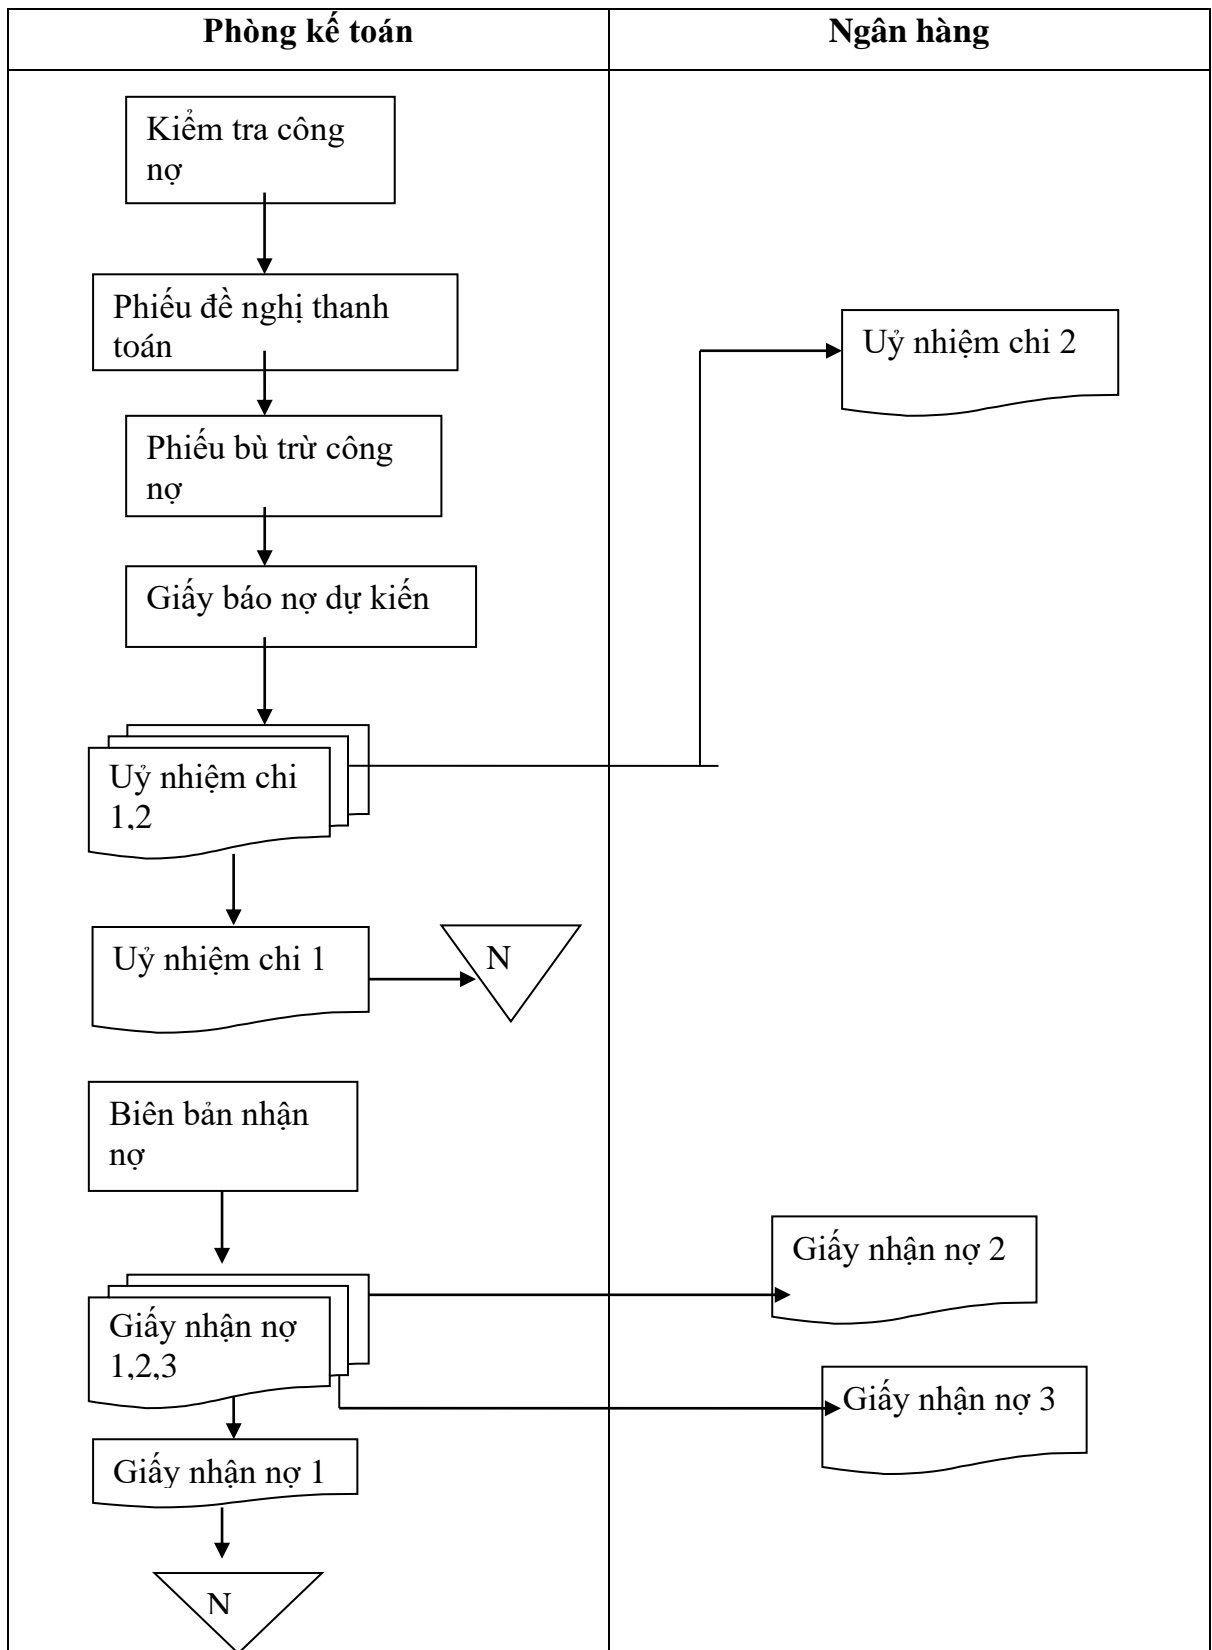 Phòng kế toán
Ngân hàng
Kiểm tra công
nợ
Phiếu đề nghị thanh
toán
Uỷ nhiệm chi 2
Phiếu bù trừ công
nợ
Giấy báo nợ dự kiến
Uỷ nhiệm chi
1,2
Uỷ nhiệm chi 1
N
Biên bản nhận
nợ
Giấy nhận nợ 2
Giấy nhận nợ
1,2,3
Giấy nhận nợ 3
Giấy nhận nợ 1
N